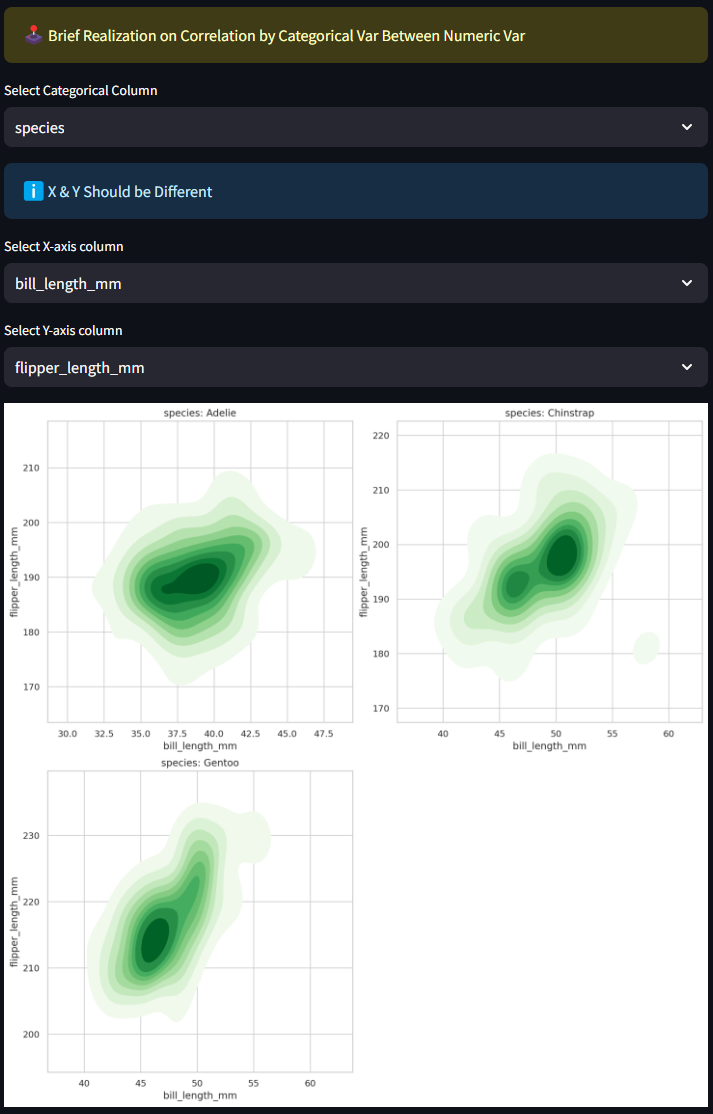 Brief Realization on Correlation by Categorical Var Between Numeric Var
Select Categorical Column
species
X & Y Should be Different
Select X-axis column
bill_length_mm
Select Y-axis column
flipper_length_mm
species: Adelie
flipper_length_mm
210
200
190
180
170
30.0 32.5 35.0 37.5 40.0 42.5 45.0 47.5
bill_length_mm
species: Chinstrap
flipper_length_mm
220
210
200
190
180
170
40 45 50 55 60
bill_length_mm
species: Gentoo
flipper_length_mm
230
220
210
200
40 45 50 55 60
bill_length_mm